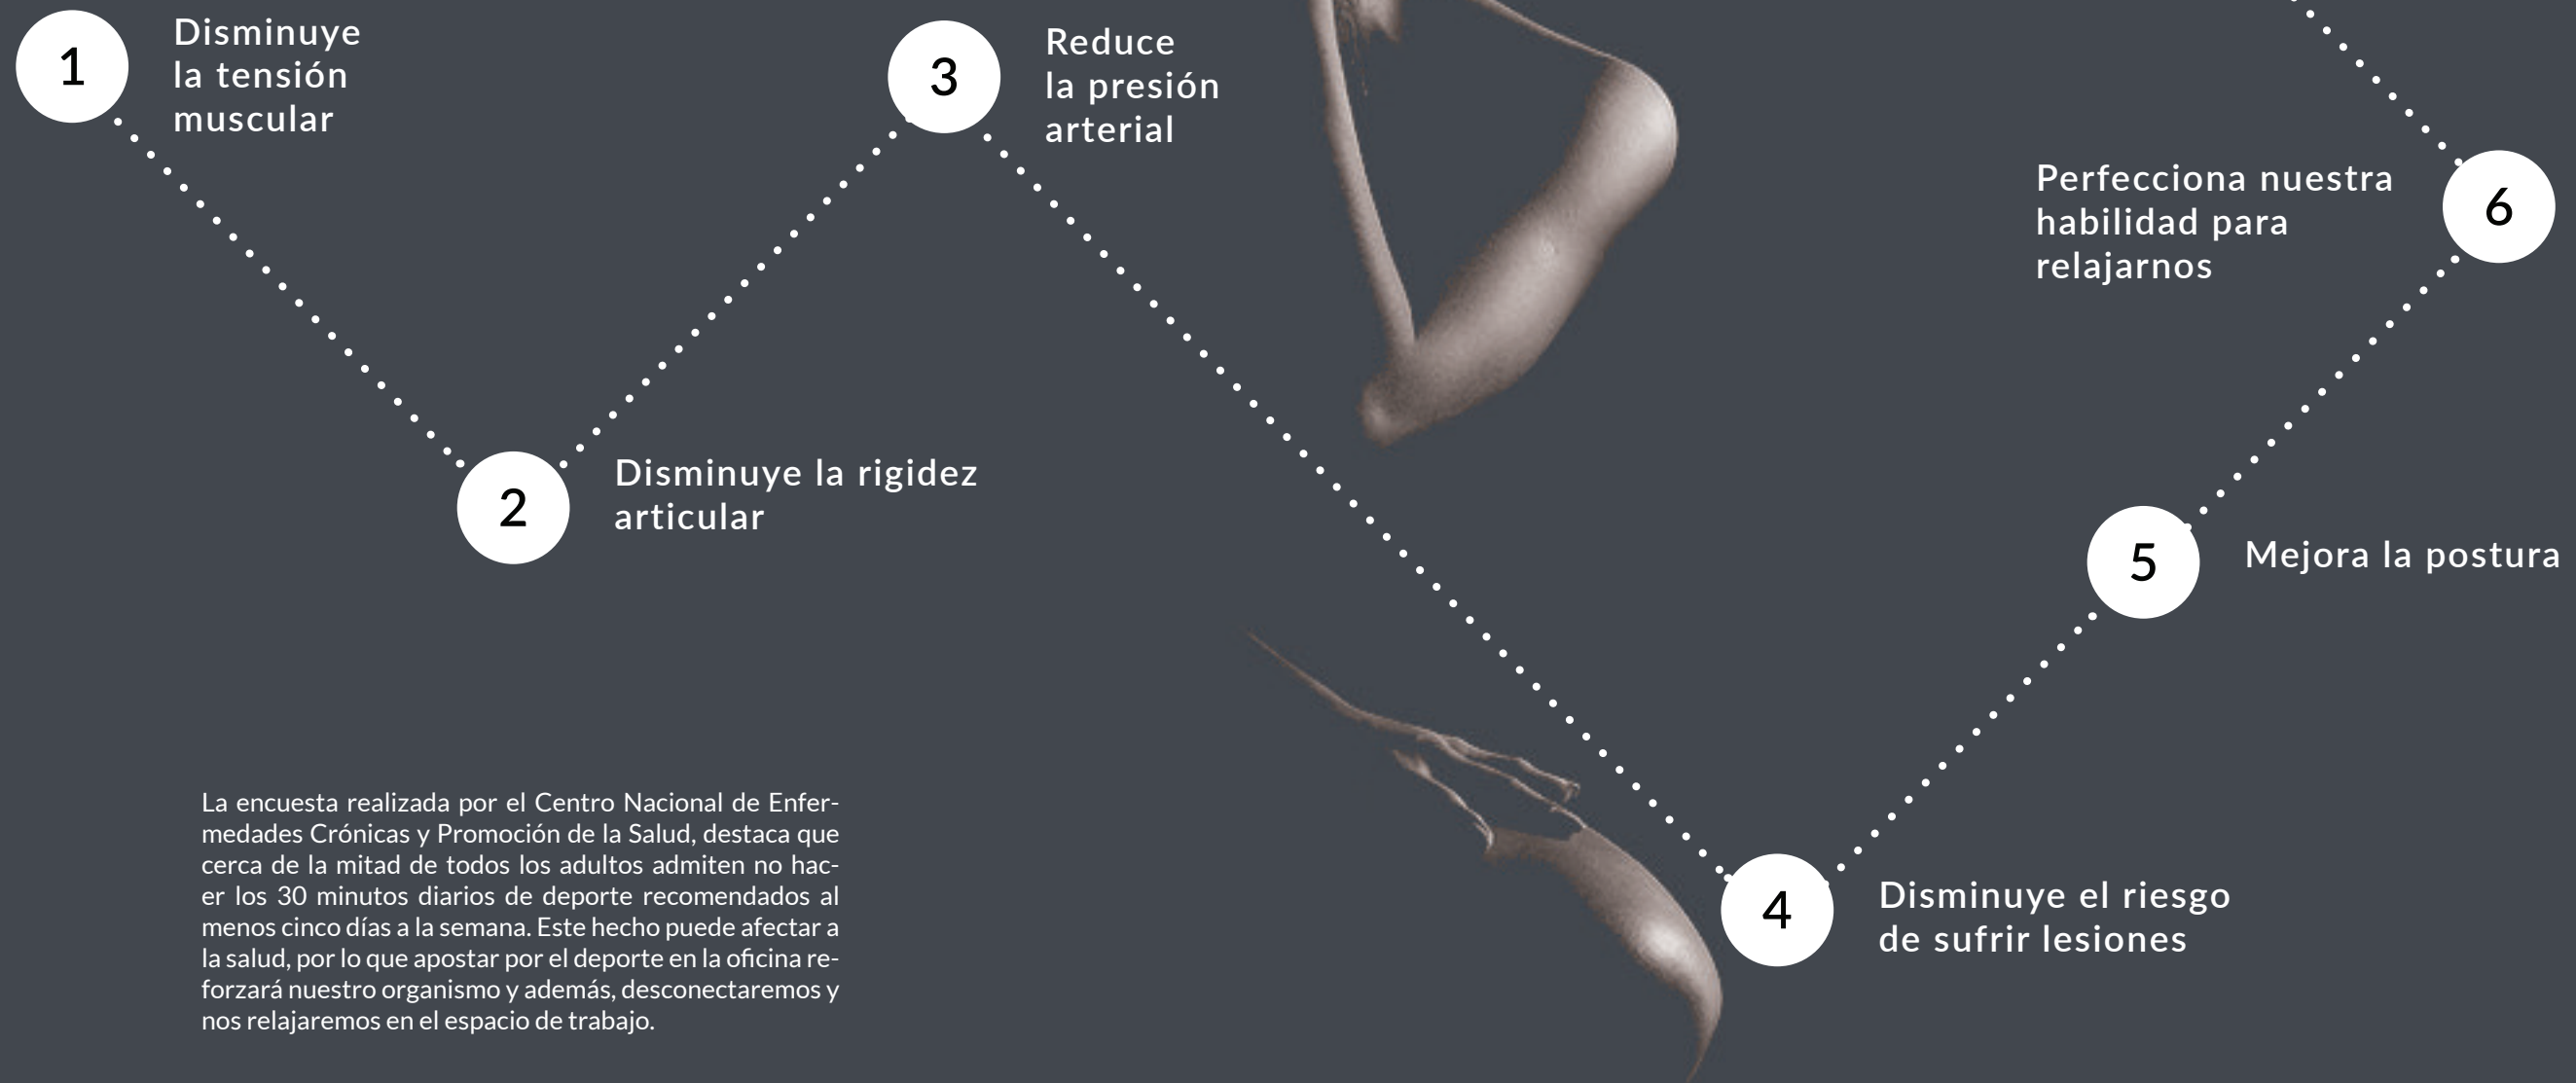 1
Disminuye
la tensión
muscular
2
Disminuye la rigidez
articular
3
Reduce
la presión
arterial
4
Disminuye el riesgo
de sufrir lesiones
5
Mejora la postura
6
Perfecciona nuestra
habilidad para
relajarnos
La encuesta realizada por el Centro Nacional de Enfer-
medades Crónicas y Promoción de la Salud, destaca que
cerca de la mitad de todos los adultos admiten no hac-
er los 30 minutos diarios de deporte recomendados al
menos cinco días a la semana. Este hecho puede afectar a
la salud, por lo que apostar por el deporte en la oficina re-
forzará nuestro organismo y además, desconectaremos y
nos relajaremos en el espacio de trabajo.